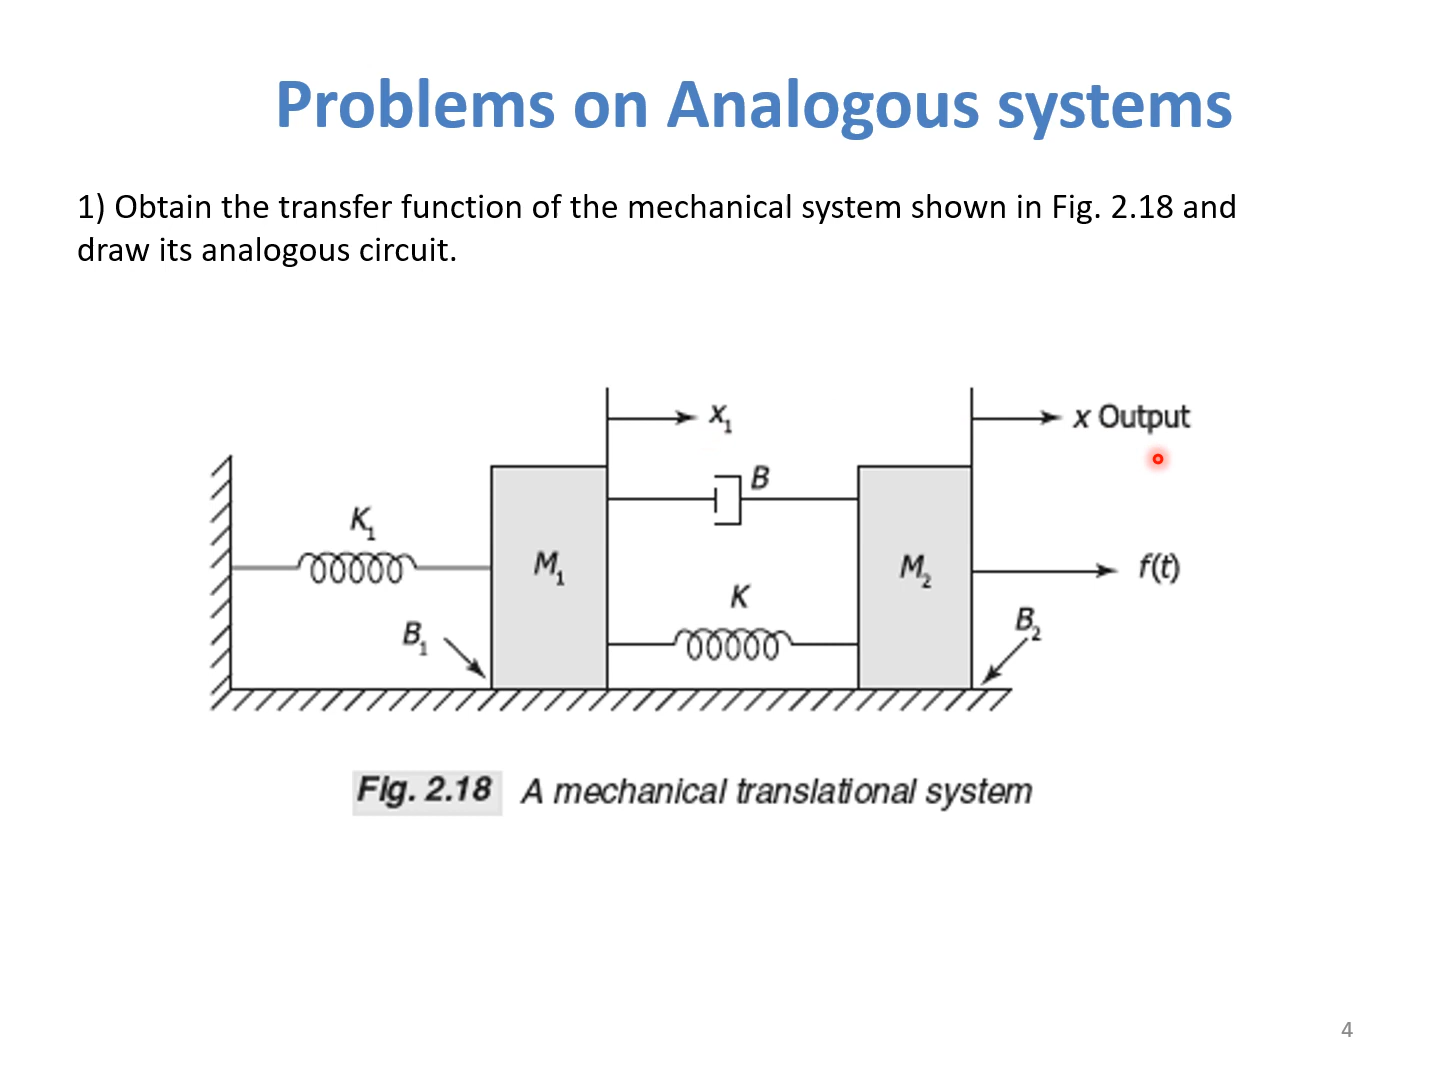 Problems on Analogous systems
1) Obtain the transfer function of the mechanical system shown in Fig. 2.18 and
draw its analogous circuit.
x₁
x Output
B
K₁
M₁
M₂
f(t)
K
B₁
B₂
Fig. 2.18 A mechanical translational system
4